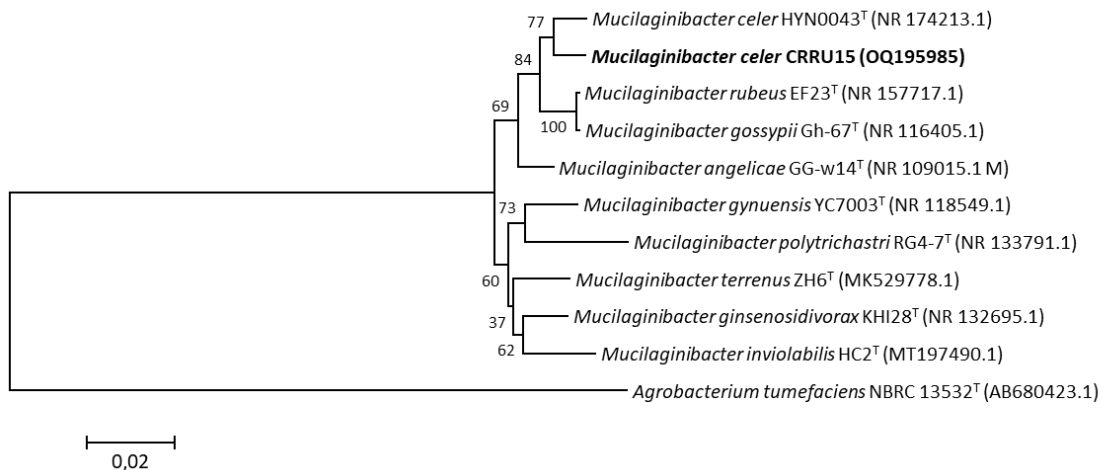 77
Mucilaginibacter celer HYN0043ᵀ (NR 174213.1)
Mucilaginibacter celer CRRU15 (OQ195985)
84
Mucilaginibacter rubeus EF23ᵀ (NR 157717.1)
69
100
Mucilaginibacter gossypii Gh-67ᵀ (NR 116405.1)
Mucilaginibacter angelicae GG-w14ᵀ (NR 109015.1 M)
73
Mucilaginibacter gynuensis YC7003ᵀ (NR 118549.1)
Mucilaginibacter polytrichastri RG4-7ᵀ (NR 133791.1)
60
Mucilaginibacter terrenus ZH6ᵀ (MK529778.1)
37
Mucilaginibacter ginsenosidivorax KHI28ᵀ (NR 132695.1)
62
Mucilaginibacter inviolabilis HC2ᵀ (MT197490.1)
Agrobacterium tumefaciens NBRC 13532ᵀ (AB680423.1)
0,02